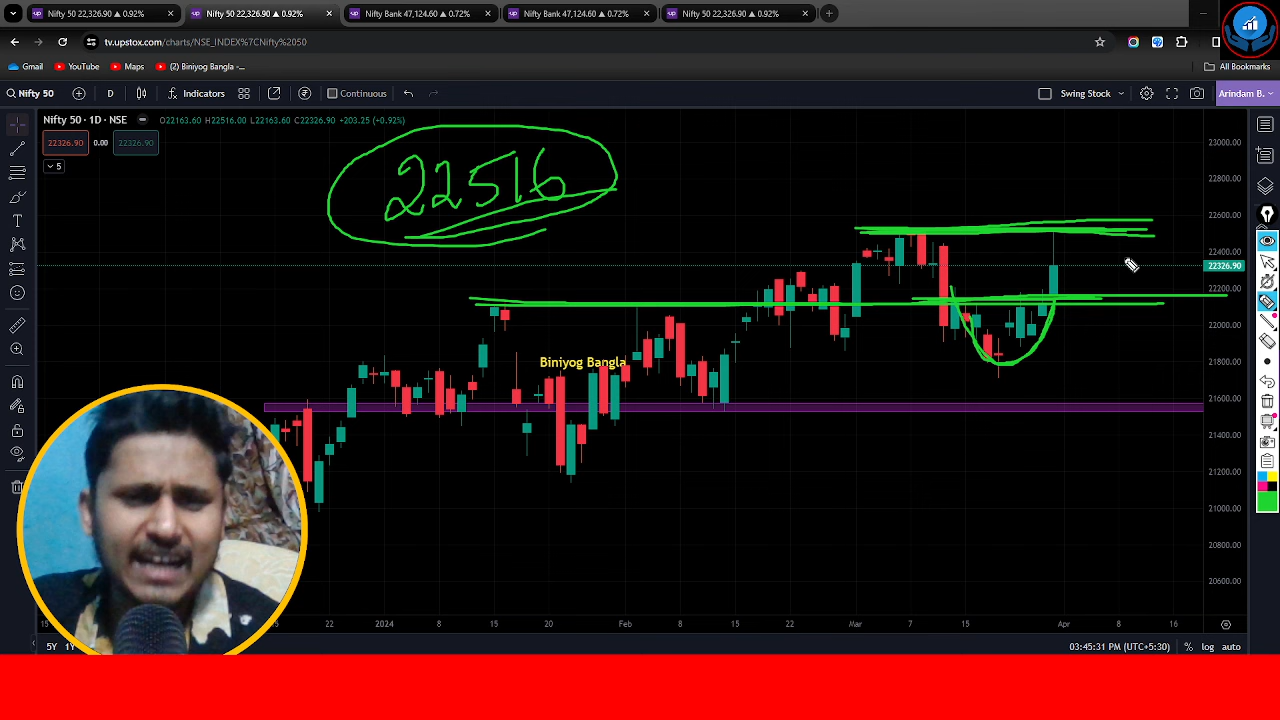 Nifty 50 22,326.90 ▲ 0.92% Nifty 50 22,326.90 ▲ 0.92% Nifty Bank 47,124.60 ▲ 0.72% Nifty Bank 47,124.60 ▲ 0.72% Nifty 50 22,326.90 ▲ 0.92%
tv.upstox.com/charts/NSE_INDEX%7CNifty%2050
Gmail YouTube Maps (2) Biniyog Bangla -... All Bookmarks
Nifty 50 D Indicators Continuous Swing Stock Arindam B.
Nifty 50 · 1D · NSE O22163.60 H22516.00 L22163.60 C22326.90 +203.25 (+0.92%)
22326.90 0.00 22326.90
5
22516
23000.00
22800.00
22600.00
22400.00
22326.90
22200.00
22000.00
Biniyog Bangla
21800.00
21600.00
21400.00
21200.00
21000.00
20800.00
20600.00
15 22 2024 8 15 20 Feb 8 15 22 Mar 7 15 Apr 8 16
5Y 1Y 03:45:31 PM (UTC+5:30) % log auto